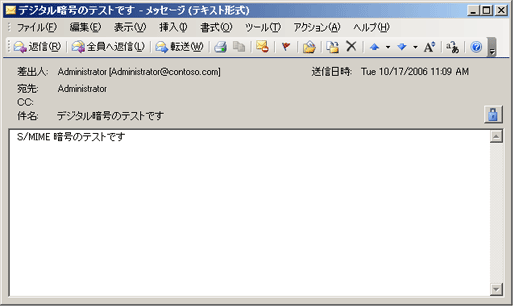 デジタル暗号のテストです - メッセージ (テキスト形式)
ファイル(F) 編集(E) 表示(V) 挿入(I) 書式(O) ツール(T) アクション(A) ヘルプ(H)
返信(R) 全員へ返信(L) 転送(W)
差出人: Administrator [Administrator@contoso.com] 送信日時: Tue 10/17/2006 11:09 AM
宛先: Administrator
CC:
件名: デジタル暗号のテストです
S/MIME 暗号のテストです